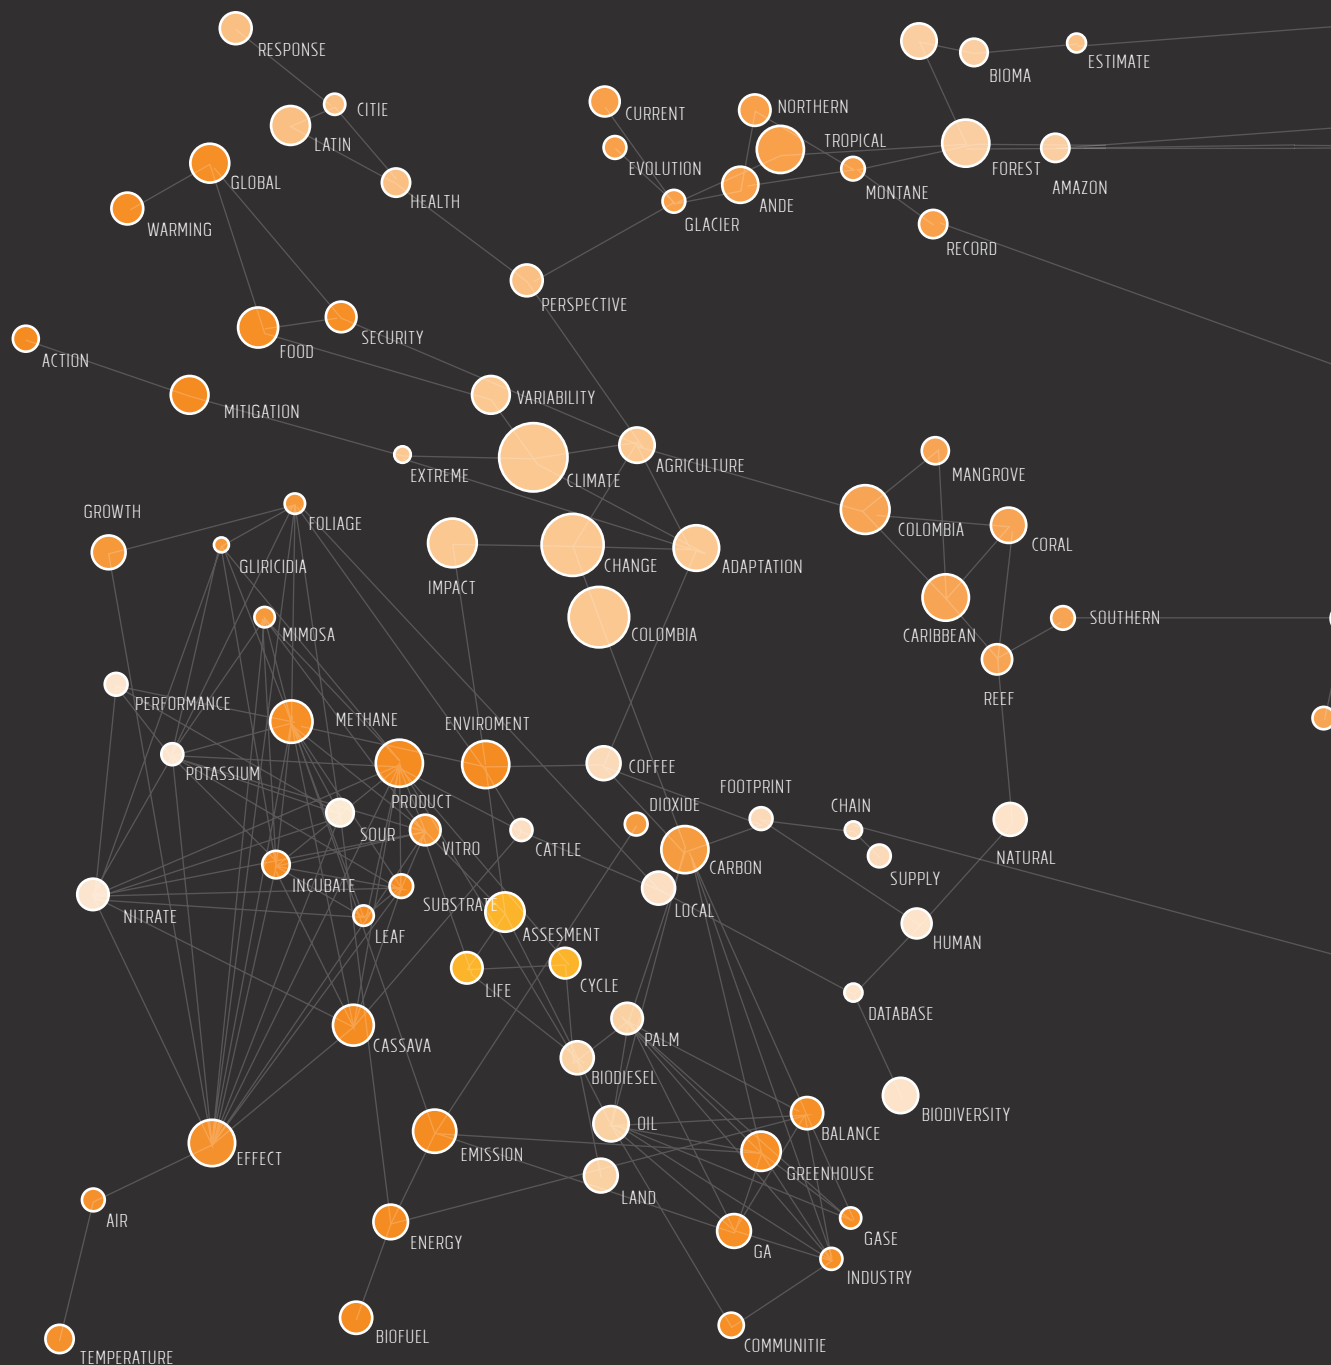 RESPONSE
CITIE
LATIN
HEALTH
GLOBAL
WARMING
CURRENT
EVOLUTION
NORTHERN
TROPICAL
BIOMA
ESTIMATE
FOREST
AMAZON
MONTANE
ANDE
GLACIER
RECORD
PERSPECTIVE
SECURITY
FOOD
ACTION
MITIGATION
VARIABILITY
EXTREME
CLIMATE
AGRICULTURE
MANGROVE
COLOMBIA
CORAL
GROWTH
FOLIAGE
GLIRICIDIA
IMPACT
CHANGE
ADAPTATION
MIMOSA
COLOMBIA
CARIBBEAN
SOUTHERN
REEF
PERFORMANCE
METHANE
ENVIROMENT
POTASSIUM
PRODUCT
COFFEE
FOOTPRINT
DIOXIDE
CHAIN
SOUR
VITRO
CATTLE
CARBON
SUPPLY
NATURAL
INCUBATE
SUBSTRATE
NITRATE
LEAF
ASSESMENT
LOCAL
HUMAN
LIFE
CYCLE
DATABASE
CASSAVA
PALM
BIODIESEL
BIODIVERSITY
OIL
BALANCE
EFFECT
EMISSION
GREENHOUSE
LAND
AIR
ENERGY
GA
GASE
INDUSTRY
BIOFUEL
COMMUNITIE
TEMPERATURE